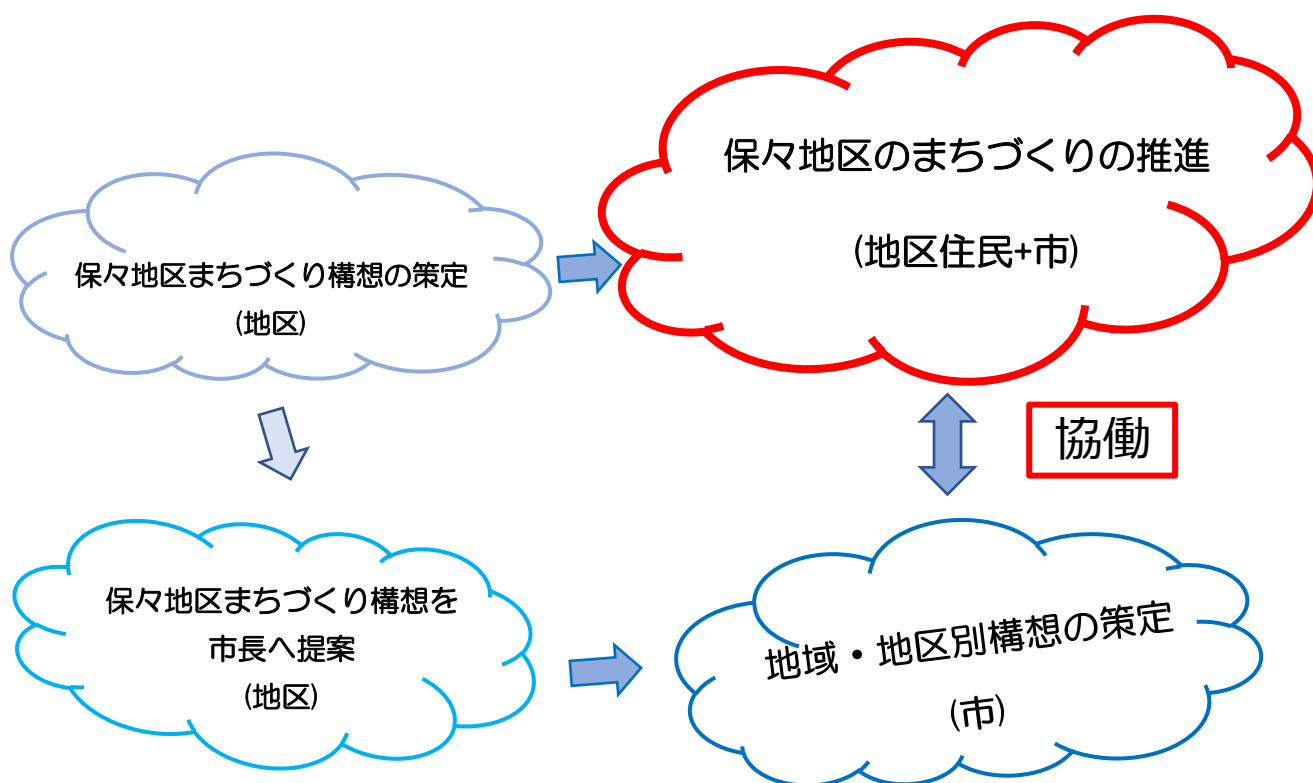 保々地区のまちづくりの推進
(地区住民+市)
保々地区まちづくり構想の策定
(地区)
協働
保々地区まちづくり構想を
市長へ提案
(地区)
地域・地区別構想の策定
(市)